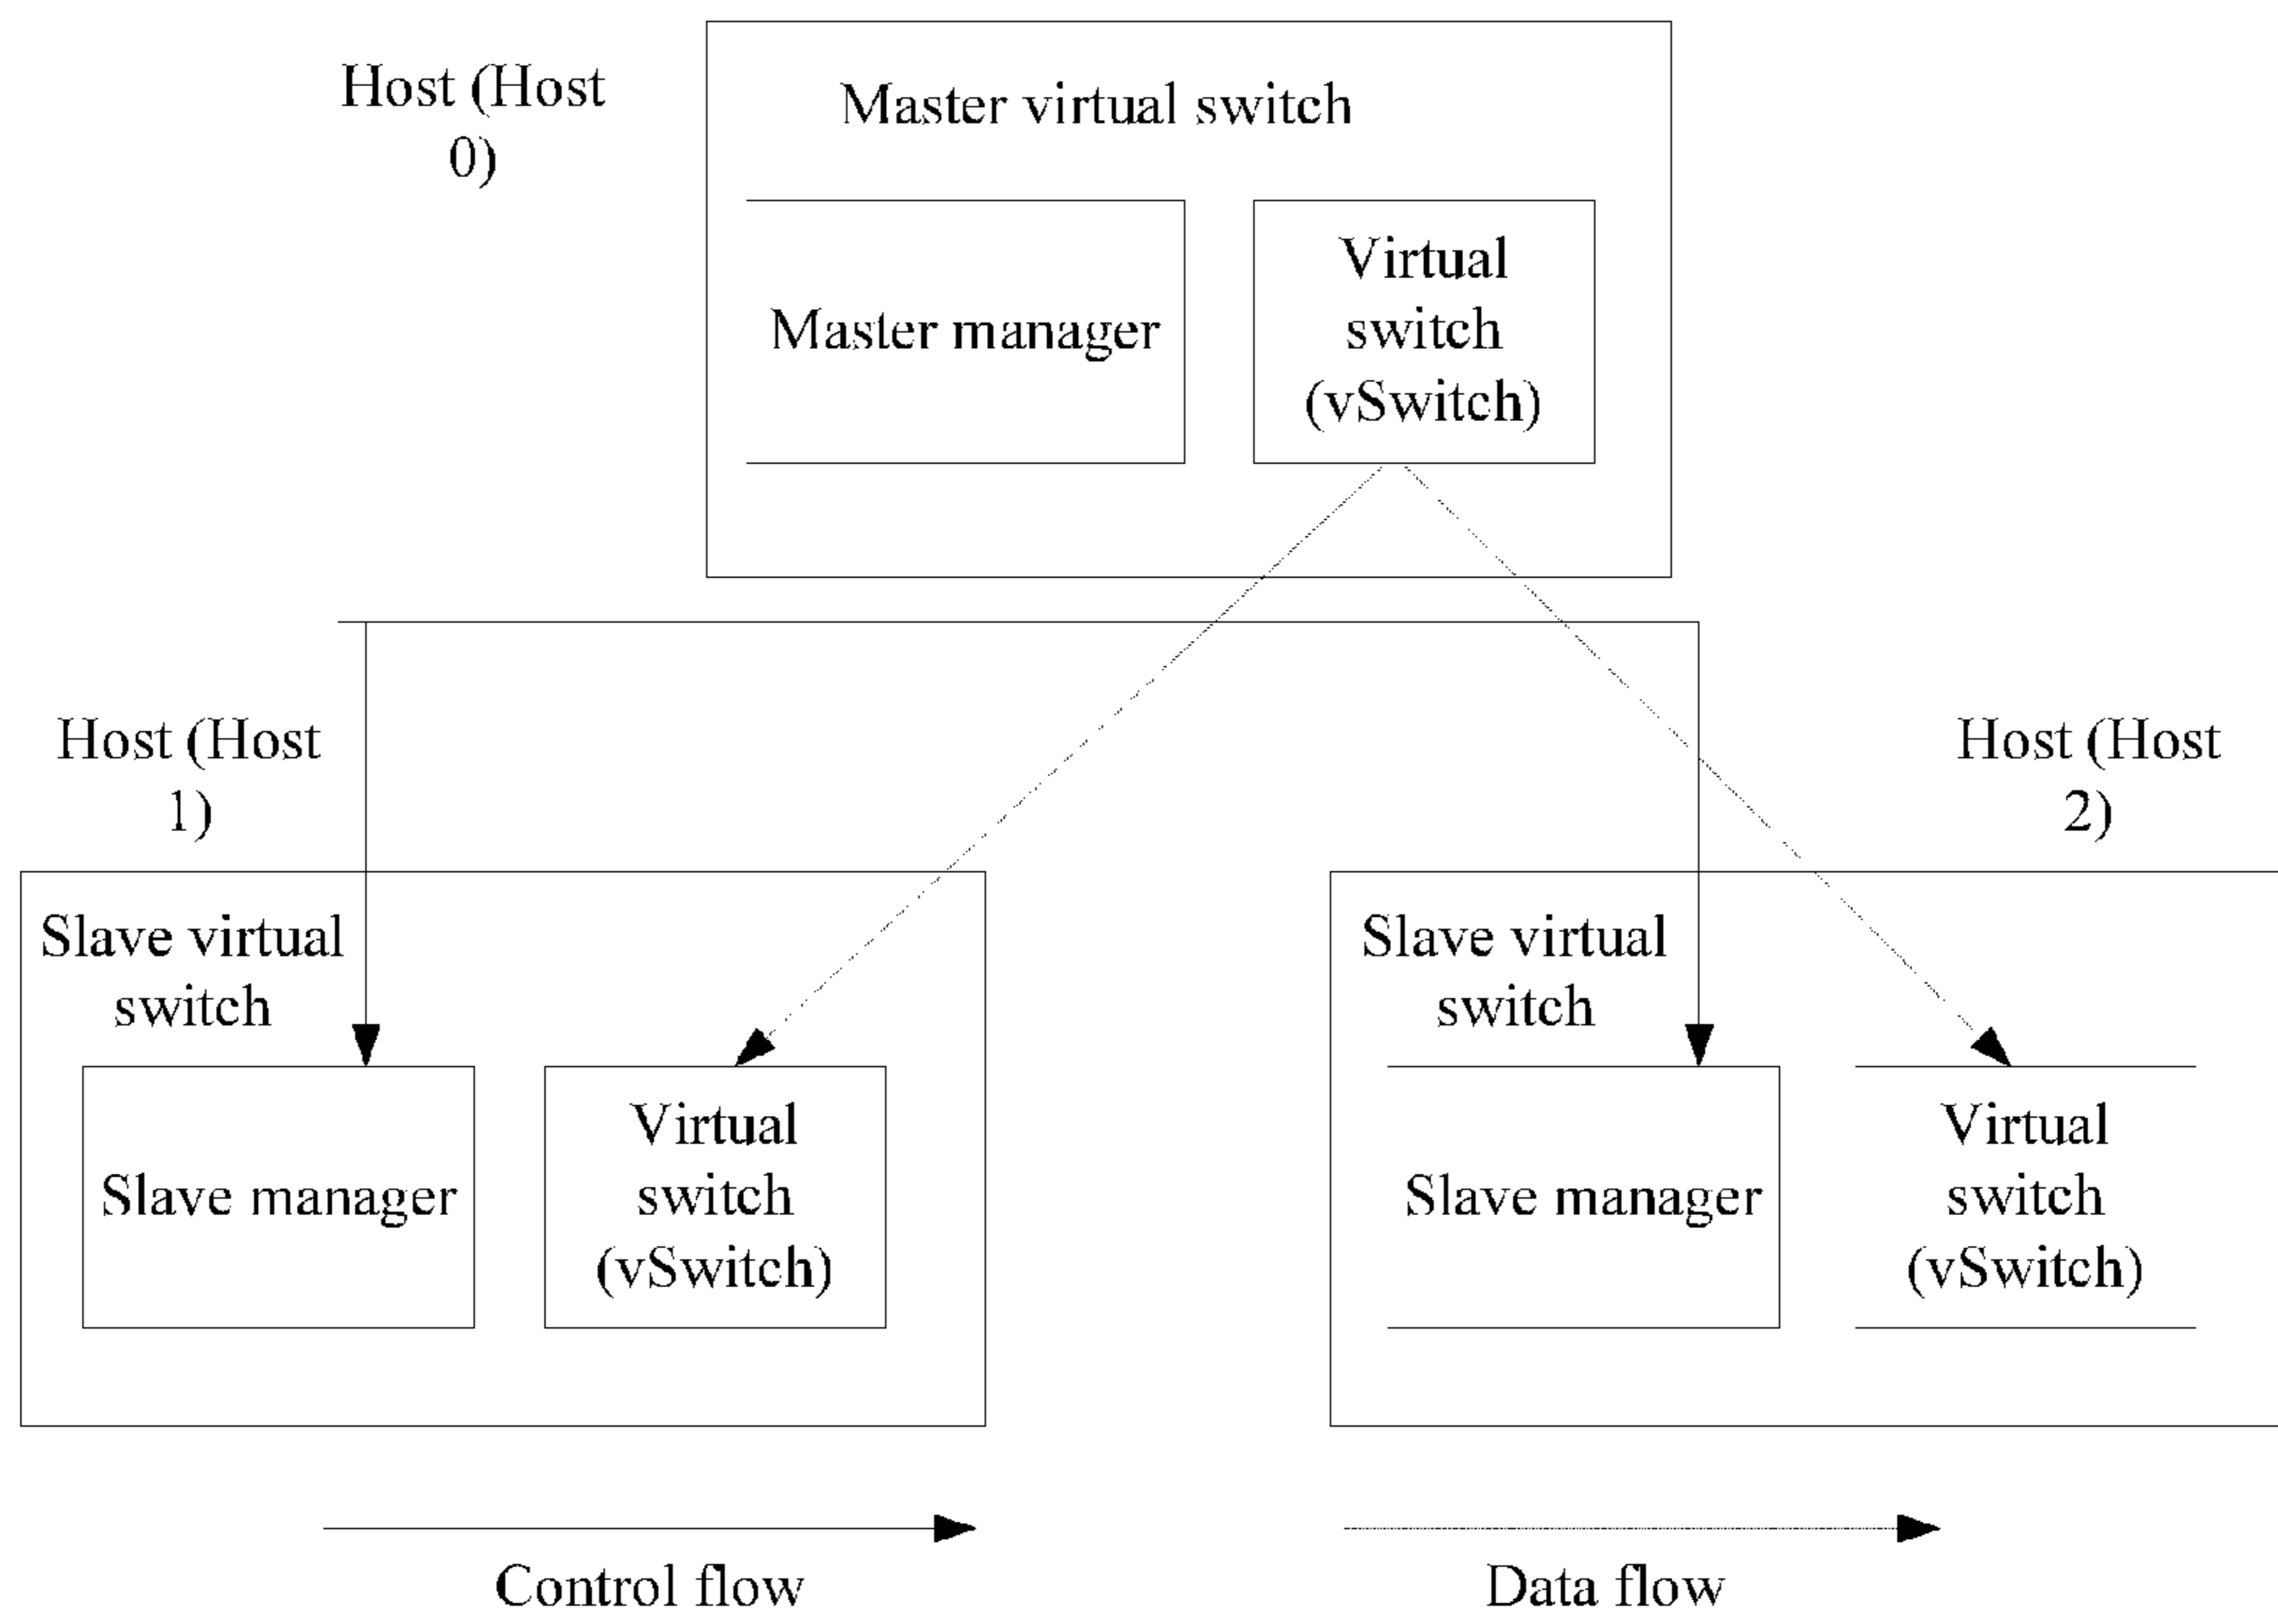 Host (Host
0)
Master virtual switch
Master manager
Virtual
switch
(vSwitch)
Host (Host
1)
Host (Host
2)
Slave virtual
switch
Slave manager
Virtual
switch
(vSwitch)
Slave virtual
switch
Slave manager
Virtual
switch
(vSwitch)
Control flow
Data flow